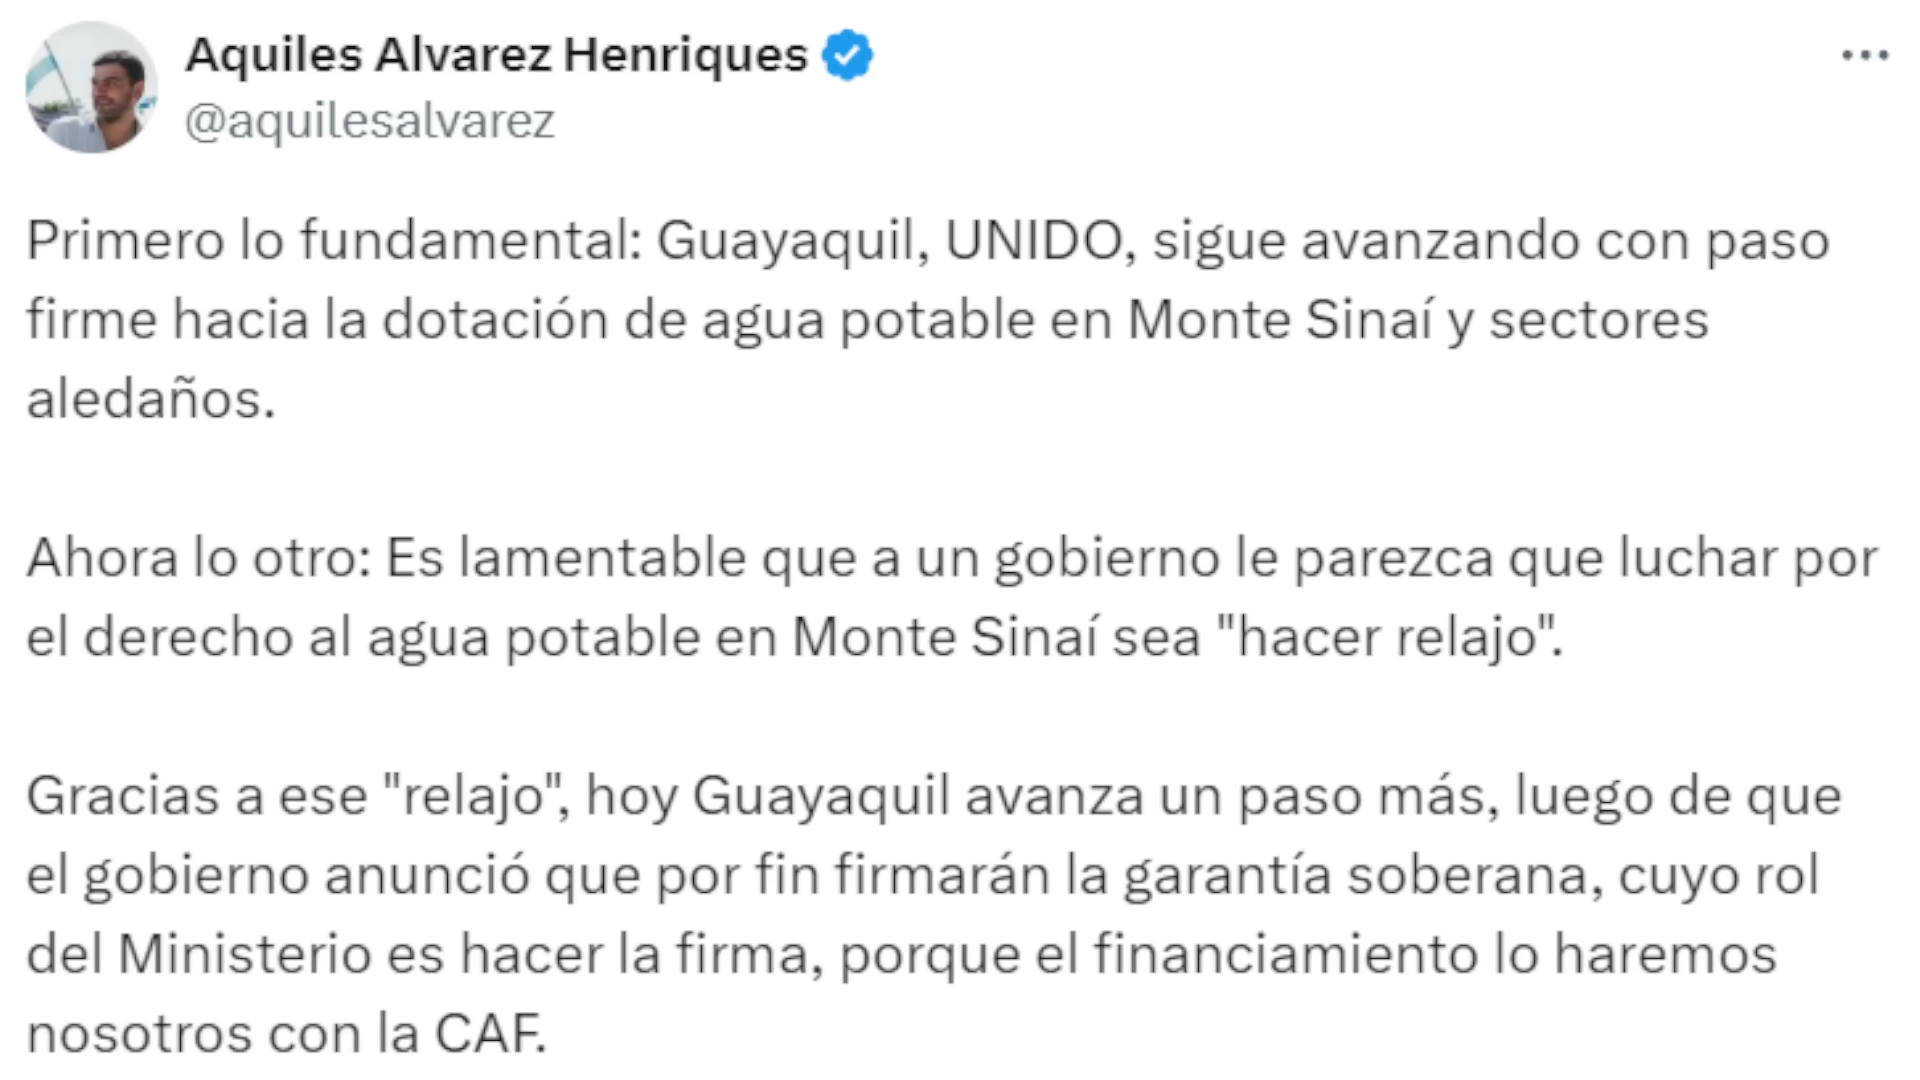 Aquiles Alvarez Henriques
@aquilesalvarez
Primero lo fundamental: Guayaquil, UNIDO, sigue avanzando con paso
firme hacia la dotación de agua potable en Monte Sinaí y sectores
aledaños.
Ahora lo otro: Es lamentable que a un gobierno le parezca que luchar por
el derecho al agua potable en Monte Sinaí sea "hacer relajo".
Gracias a ese "relajo", hoy Guayaquil avanza un paso más, luego de que
el gobierno anunció que por fin firmarán la garantía soberana, cuyo rol
del Ministerio es hacer la firma, porque el financiamiento lo haremos
nosotros con la CAF.